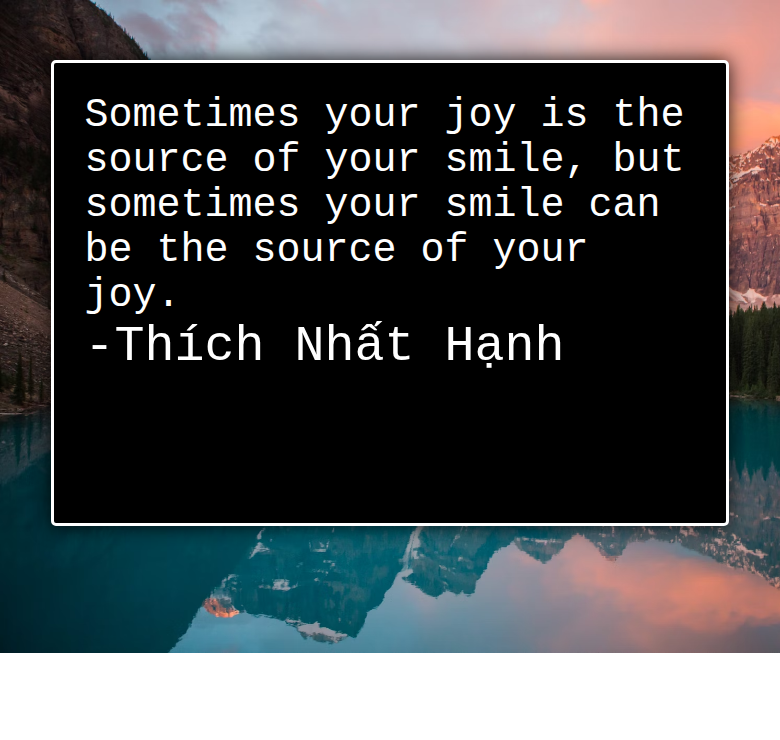 Sometimes your joy is the
source of your smile, but
sometimes your smile can
be the source of your
joy.
-Thích Nhất Hạnh